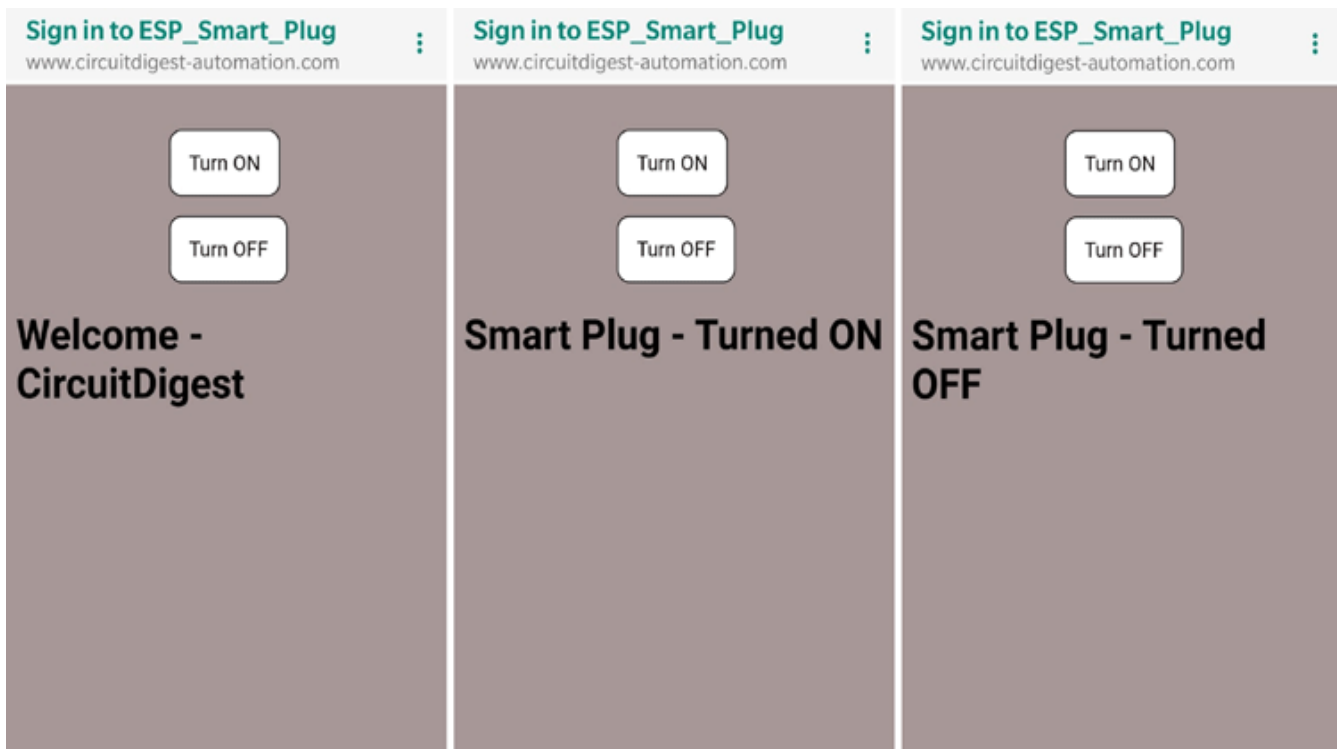 Sign in to ESP_Smart_Plug
www.circuitdigest-automation.com
Turn ON
Turn OFF
Welcome -
CircuitDigest
Sign in to ESP_Smart_Plug
www.circuitdigest-automation.com
Turn ON
Turn OFF
Smart Plug - Turned ON
Sign in to ESP_Smart_Plug
www.circuitdigest-automation.com
Turn ON
Turn OFF
Smart Plug - Turned
OFF